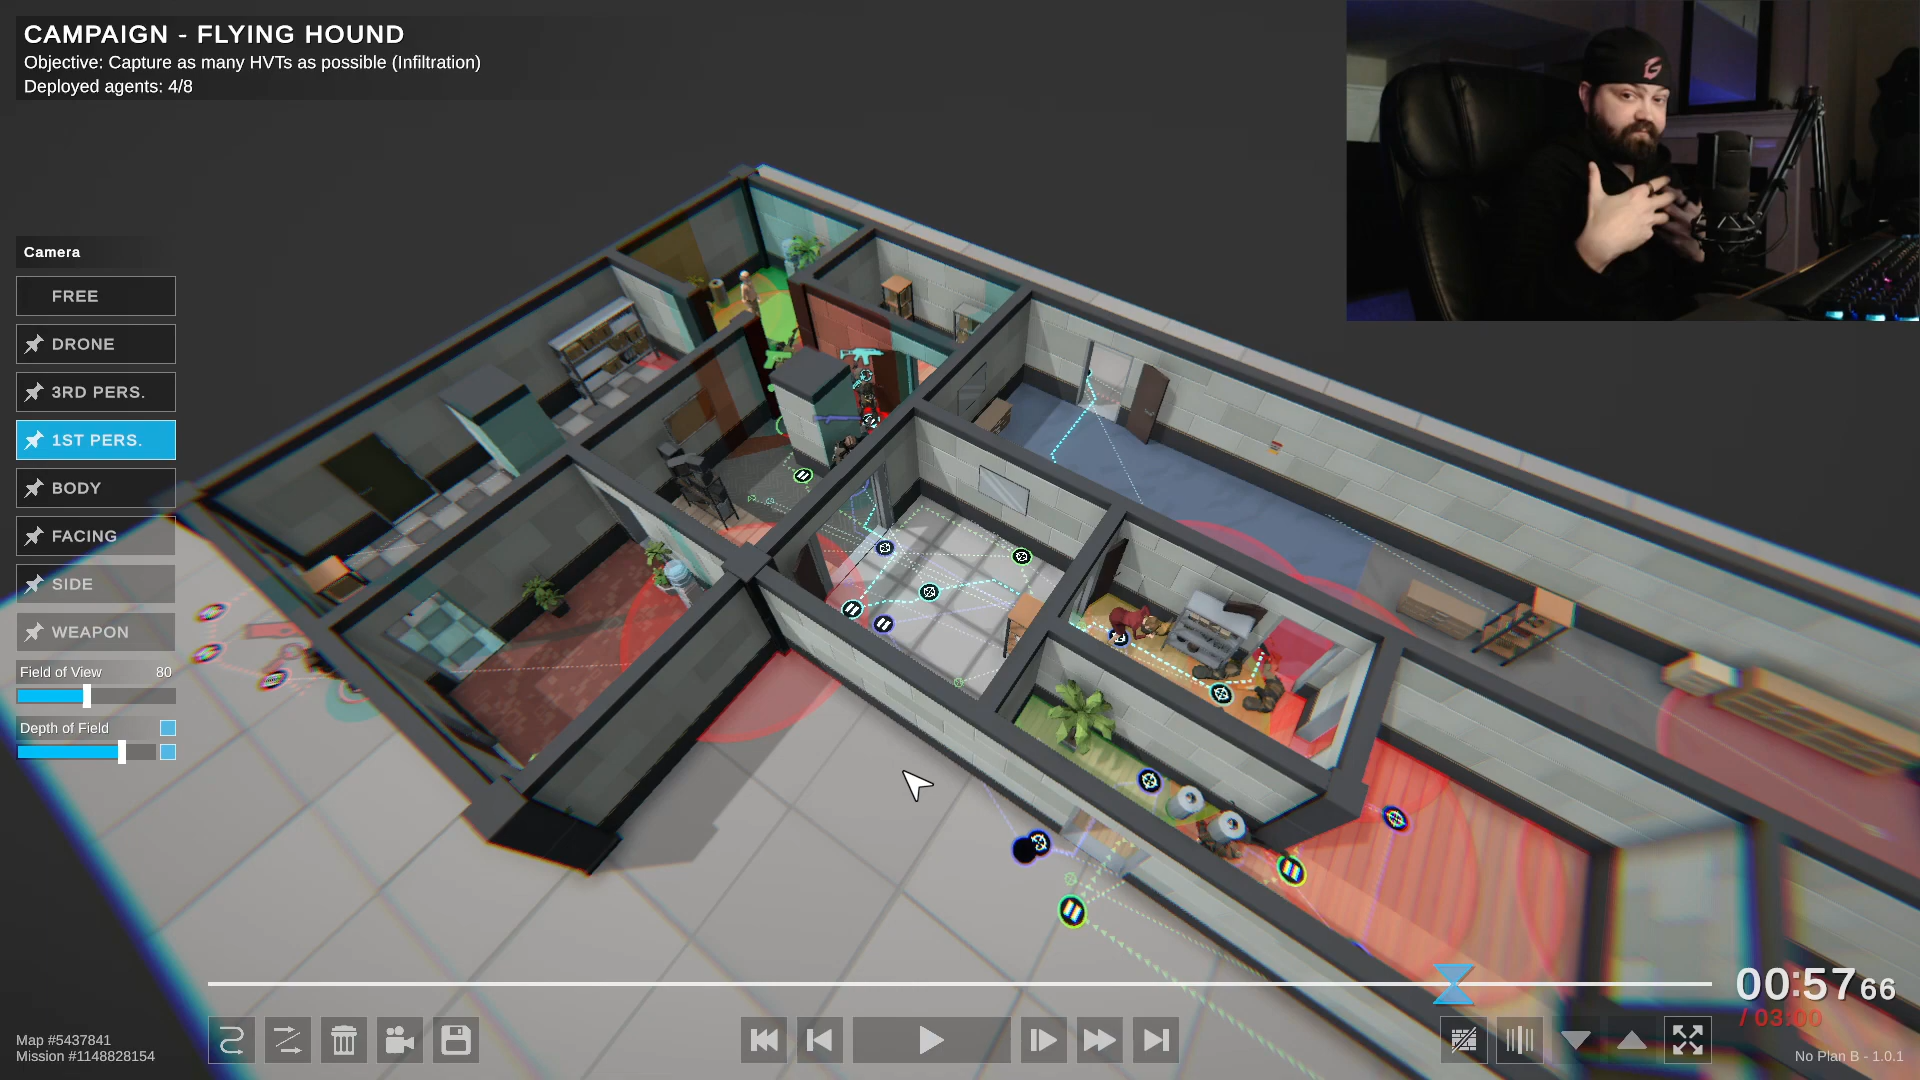 CAMPAIGN - FLYING HOUND
Objective: Capture as many HVTs as possible (Infiltration)
Deployed agents: 4/8
Camera
FREE
DRONE
3RD PERS.
1ST PERS.
BODY
FACING
SIDE
WEAPON
Field of View 80
Depth of Field
00:57 66
/ 03:00
Map #5437841
Mission #1148828154
No Plan B - 1.0.1